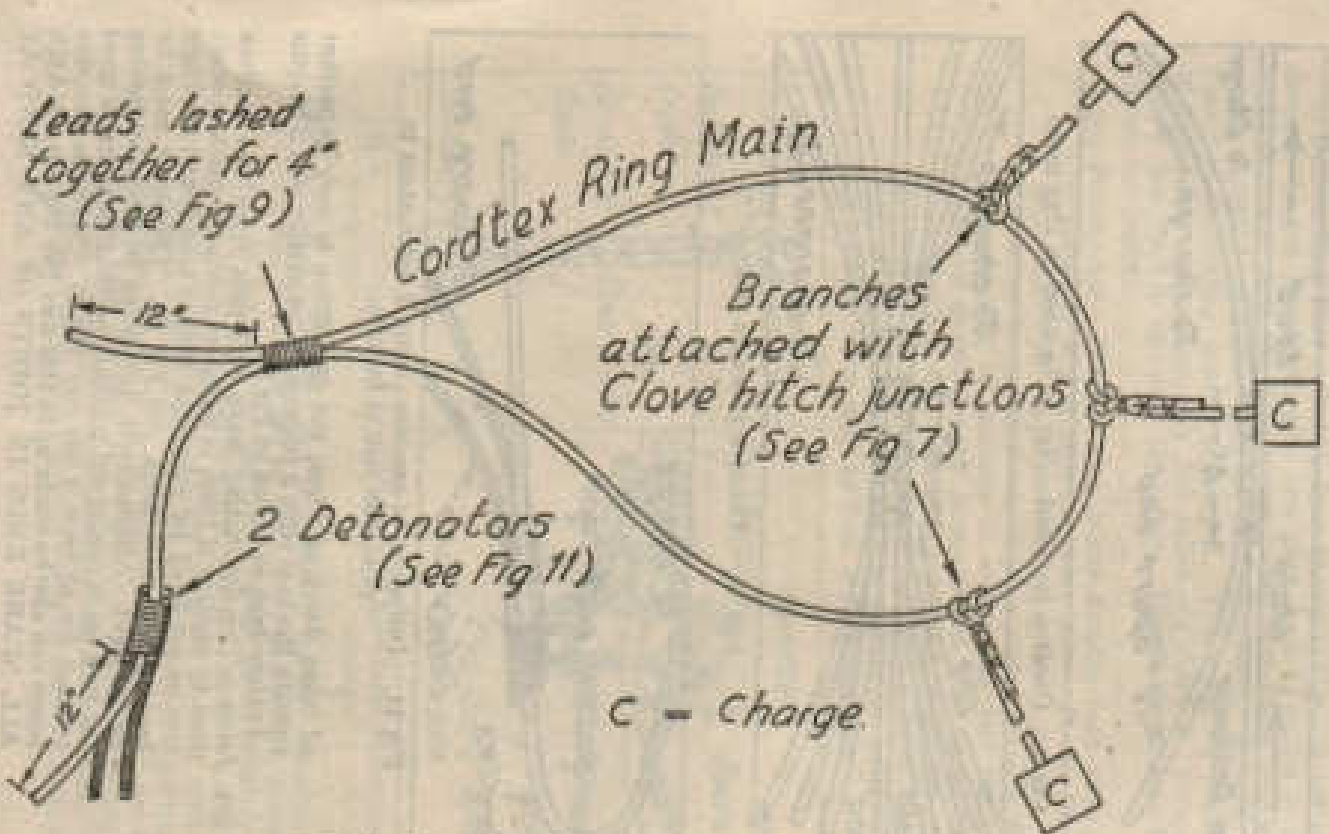 C
Leads lashed
together for 4"
(See Fig 9)
Cordtex Ring Main
12"
Branches
attached with
Clove hitch junctions
(See Fig 7)
C
2 Detonators
(See Fig 11)
12"
C - Charge
C